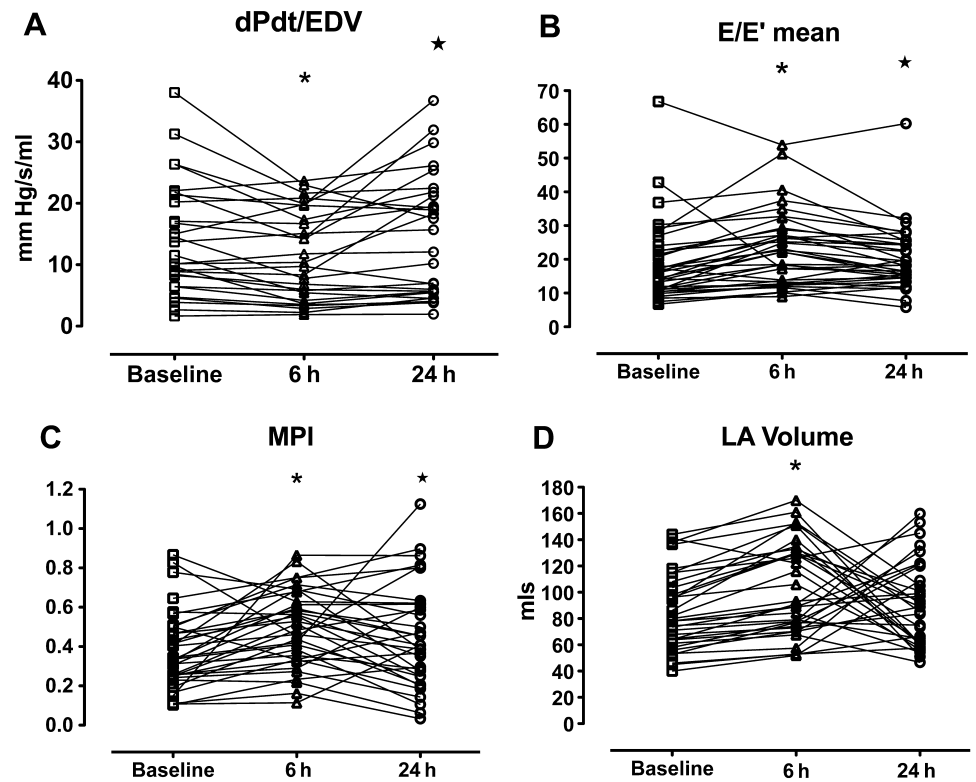 A
dPdt/EDV
★
*
mm Hg/s/ml
40
30
20
10
0
Baseline
6 h
24 h
B
E/E' mean
*
★
70
60
50
40
30
20
10
0
Baseline
6 h
24 h
C
MPI
*
★
1.2
1.0
0.8
0.6
0.4
0.2
0.0
Baseline
6 h
24 h
D
LA Volume
*
mls
180
160
140
120
100
80
60
40
20
0
Baseline
6 h
24 h